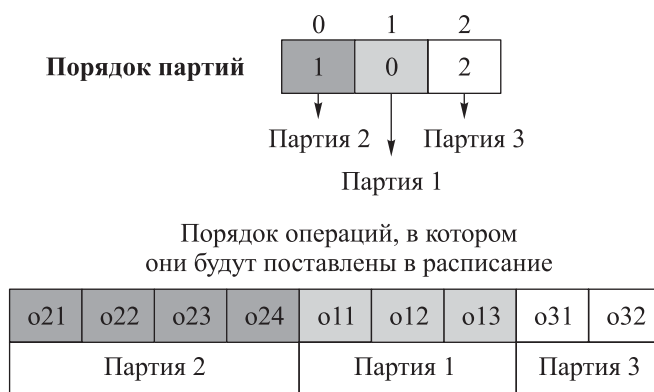 0 1 2
Порядок партий 1 0 2
Партия 2 Партия 3
Партия 1
Порядок операций, в котором
они будут поставлены в расписание
o21 o22 o23 o24 o11 o12 o13 o31 o32
Партия 2 Партия 1 Партия 3